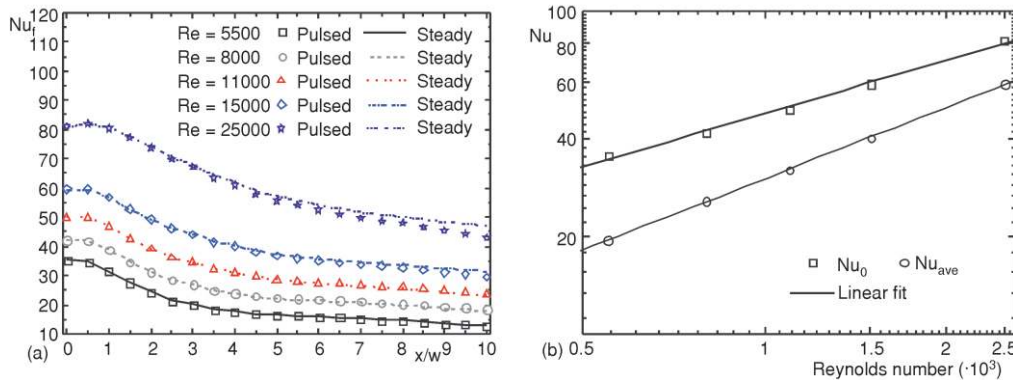 Nu_f
120
110
100
90
80
70
60
50
40
30
20
10
Re = 5500 Pulsed Steady
Re = 8000 Pulsed Steady
Re = 11000 Pulsed Steady
Re = 15000 Pulsed Steady
Re = 25000 Pulsed Steady
0 1 2 3 4 5 6 7 8 9 10
(a)
x/w
Nu
100
80
60
40
20
Nu₀ Nu_ave
Linear fit
0.5 1 1.5 2 2.5
(b)
Reynolds number (·10³)